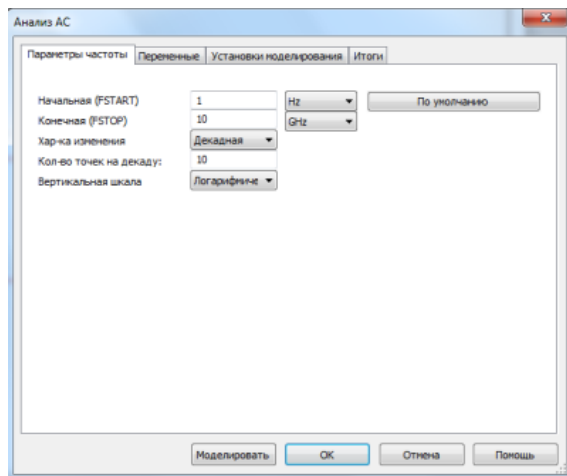 Анализ АС
Параметры частоты Переменные Установки моделирования Итоги
Начальная (FSTART) 1 Hz По умолчанию
Конечная (FSTOP) 10 GHz
Хар-ка изменения Декадная
Кол-во точек на декаду: 10
Вертикальная шкала Логарифмиче
Моделировать OK Отмена Помощь